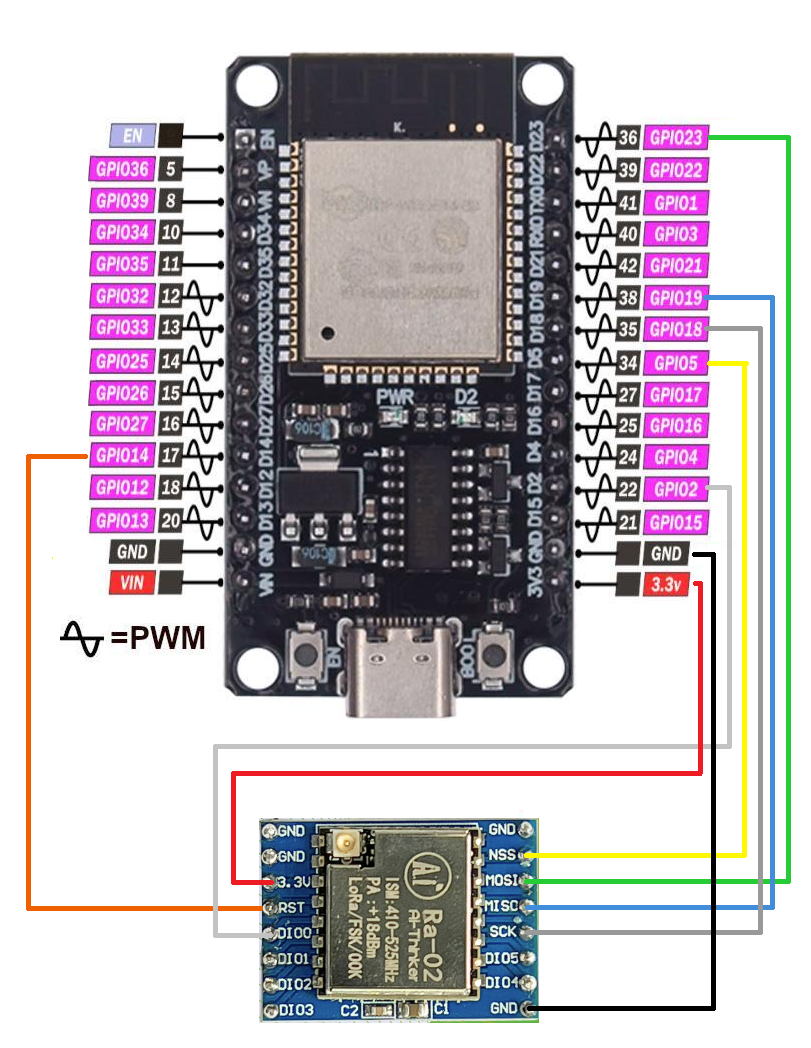 EN
GPIO36 5
GPIO39 8
GPIO34 10
GPIO35 11
GPIO32 12
GPIO33 13
GPIO25 14
GPIO26 15
GPIO27 16
GPIO14 17
GPIO12 18
GPIO13 20
GND
VIN
=PWM
EN
VP
VN
D34
D35
D32
D33
D25
D26
D27
D14
D12
D13
GND
VIN
K.
PWR
D2
1
C106
C106
EN
BOOT
D23
D22
TX0
RX0
D21
D19
D18
D5
D17
D16
D4
D2
D15
GND
3V3
36 GPIO23
39 GPIO22
41 GPIO1
40 GPIO3
42 GPIO21
38 GPIO19
35 GPIO18
34 GPIO5
27 GPIO17
25 GPIO16
24 GPIO4
22 GPIO2
21 GPIO15
GND
3.3v
GND
GND
3.3V
RST
DIO0
DIO1
DIO2
DIO3
Ai
Ra-02
AI-Thinker
ISM:410-525MHz
PA:+18dBm
LoRa/FSK/OOK
C2
C1
GND
NSS
MOSI
MISO
SCK
DIO5
DIO4
GND